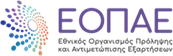 ΕΟΠΑΕ
Εθνικός Οργανισμός Πρόληψης
και Αντιμετώπισης Εξαρτήσεων